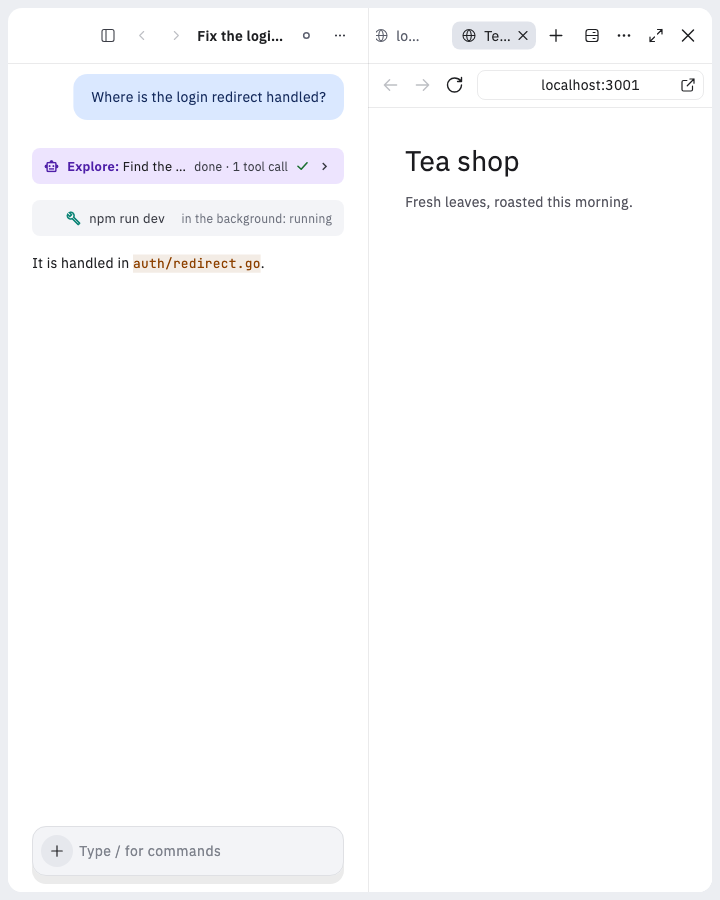 Fix the logi...
lo...
Te...
localhost:3001
Where is the login redirect handled?
Explore: Find the ... done · 1 tool call
npm run dev in the background: running
It is handled in auth/redirect.go.
Tea shop
Fresh leaves, roasted this morning.
Type / for commands